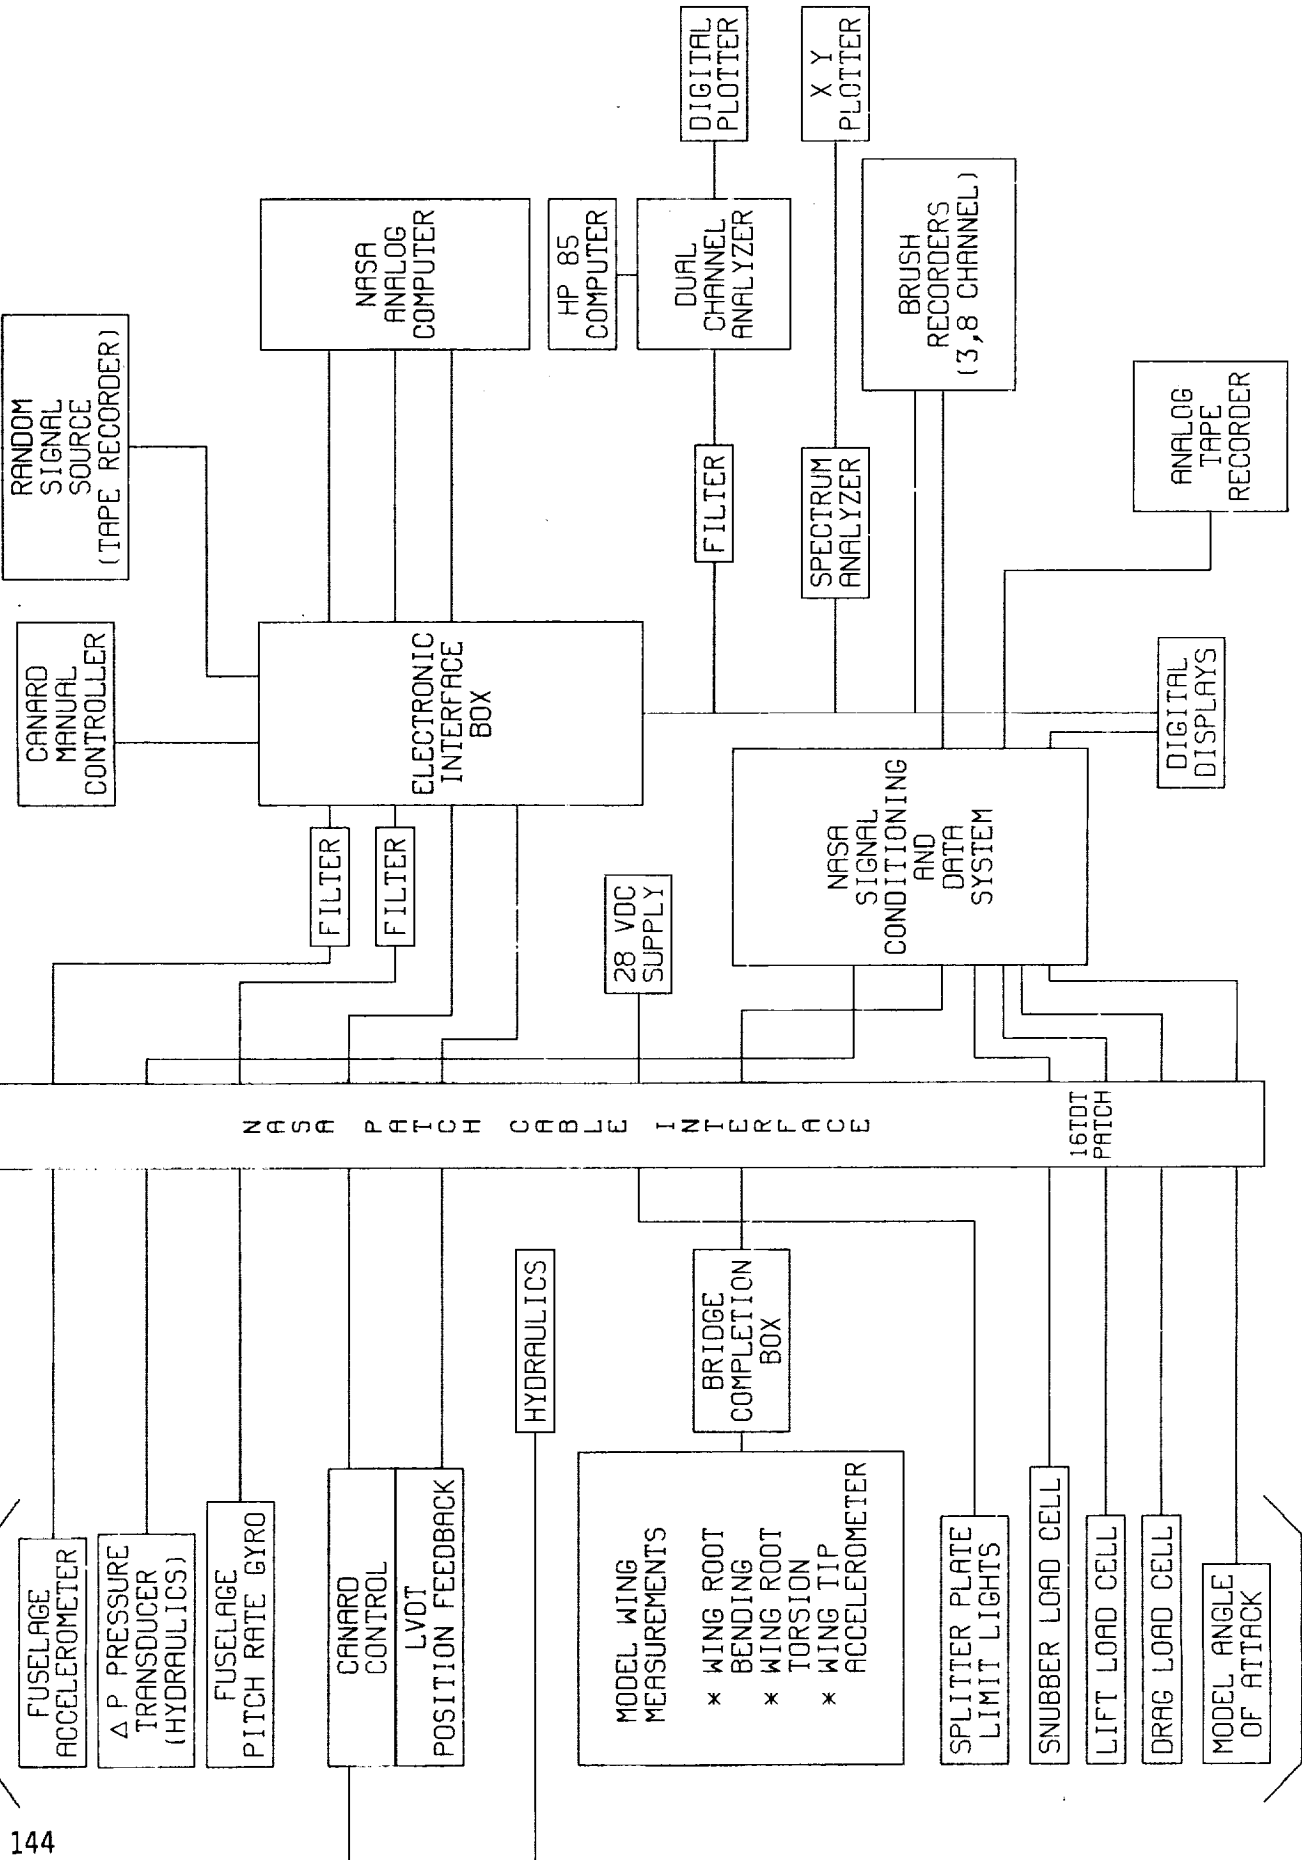 FUSELAGE
ACCELEROMETER
Δ P PRESSURE
TRANSDUCER
(HYDRAULICS)
FUSELAGE
PITCH RATE GYRO
CANARD
CONTROL
LVDT
POSITION FEEDBACK
HYDRAULICS
MODEL WING
MEASUREMENTS
* WING ROOT
BENDING
* WING ROOT
TORSION
* WING TIP
ACCELEROMETER
BRIDGE
COMPLETION
BOX
SPLITTER PLATE
LIMIT LIGHTS
SNUBBER LOAD CELL
LIFT LOAD CELL
DRAG LOAD CELL
MODEL ANGLE
OF ATTACK
NASA PATCH CABLE INTERFACE
16TDT
PATCH
FILTER
FILTER
28 VDC
SUPPLY
CANARD
MANUAL
CONTROLLER
RANDOM
SIGNAL
SOURCE
(TAPE RECORDER)
ELECTRONIC
INTERFACE
BOX
NASA
ANALOG
COMPUTER
NASA
SIGNAL
CONDITIONING
AND
DATA
SYSTEM
DIGITAL
DISPLAYS
FILTER
HP 85
COMPUTER
DUAL
CHANNEL
ANALYZER
DIGITAL
PLOTTER
SPECTRUM
ANALYZER
X Y
PLOTTER
BRUSH
RECORDERS
(3,8 CHANNEL)
ANALOG
TAPE
RECORDER
144